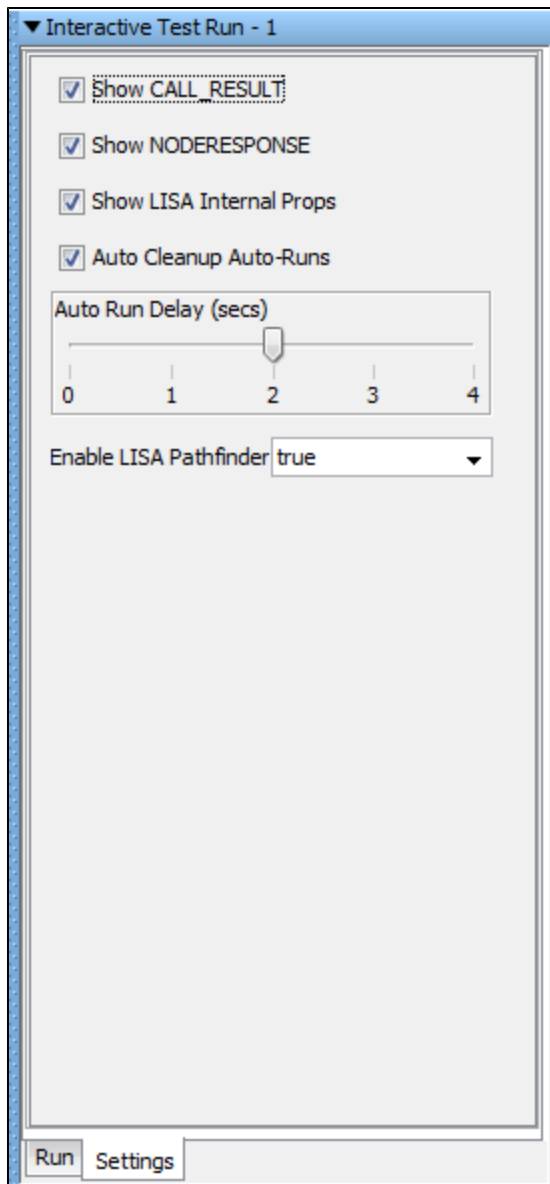 Interactive Test Run - 1
Show CALL_RESULT
Show NODERESPONSE
Show LISA Internal Props
Auto Cleanup Auto-Runs
Auto Run Delay (secs)
0 1 2 3 4
Enable LISA Pathfinder true
Run Settings